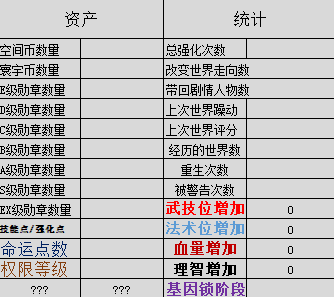 资产 统计
空间币数量 总强化次数
寰宇币数量 改变世界走向数
E级勋章数量 带回剧情人物数
D级勋章数量 上次世界躁动
C级勋章数量 上次世界评分
B级勋章数量 经历的世界数
A级勋章数量 重生次数
S级勋章数量 被警告次数
EX级勋章数量 武技位增加 0
技能点/强化点 法术位增加 0
命运点数 血量增加 0
权限等级 理智增加 0
??? ??? 基因锁阶段